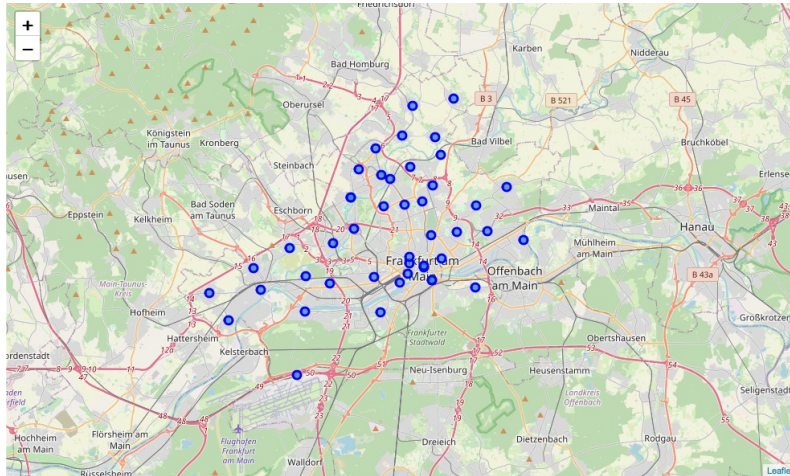 Friedrichsdorf
+
−
Karben
Nidderau
Bad Homburg
B 3
B 521
B 45
Oberursel
Königstein
im Taunus
Kronberg
Bad Vilbel
Bruchköbel
Steinbach
Erlensee
Bad Soden
am Taunus
Eschborn
Maintal
Eppstein
Kelkheim
Hanau
Mühlheim
am Main
Frankfurt am
Main
Offenbach
am Main
B 43a
Main-Taunus-
Kreis
Hofheim
Hattersheim
Großkrotzen
Kelsterbach
Frankfurter
Stadtwald
Obertshausen
Neu-Isenburg
Heusenstamm
Landkreis
Offenbach
Seligenstadt
Flughafen
Frankfurt
am Main
Hochheim
am Main
Flörsheim am
Main
Dreieich
Dietzenbach
Rodgau
Walldorf
Rüsselsheim
Leafle